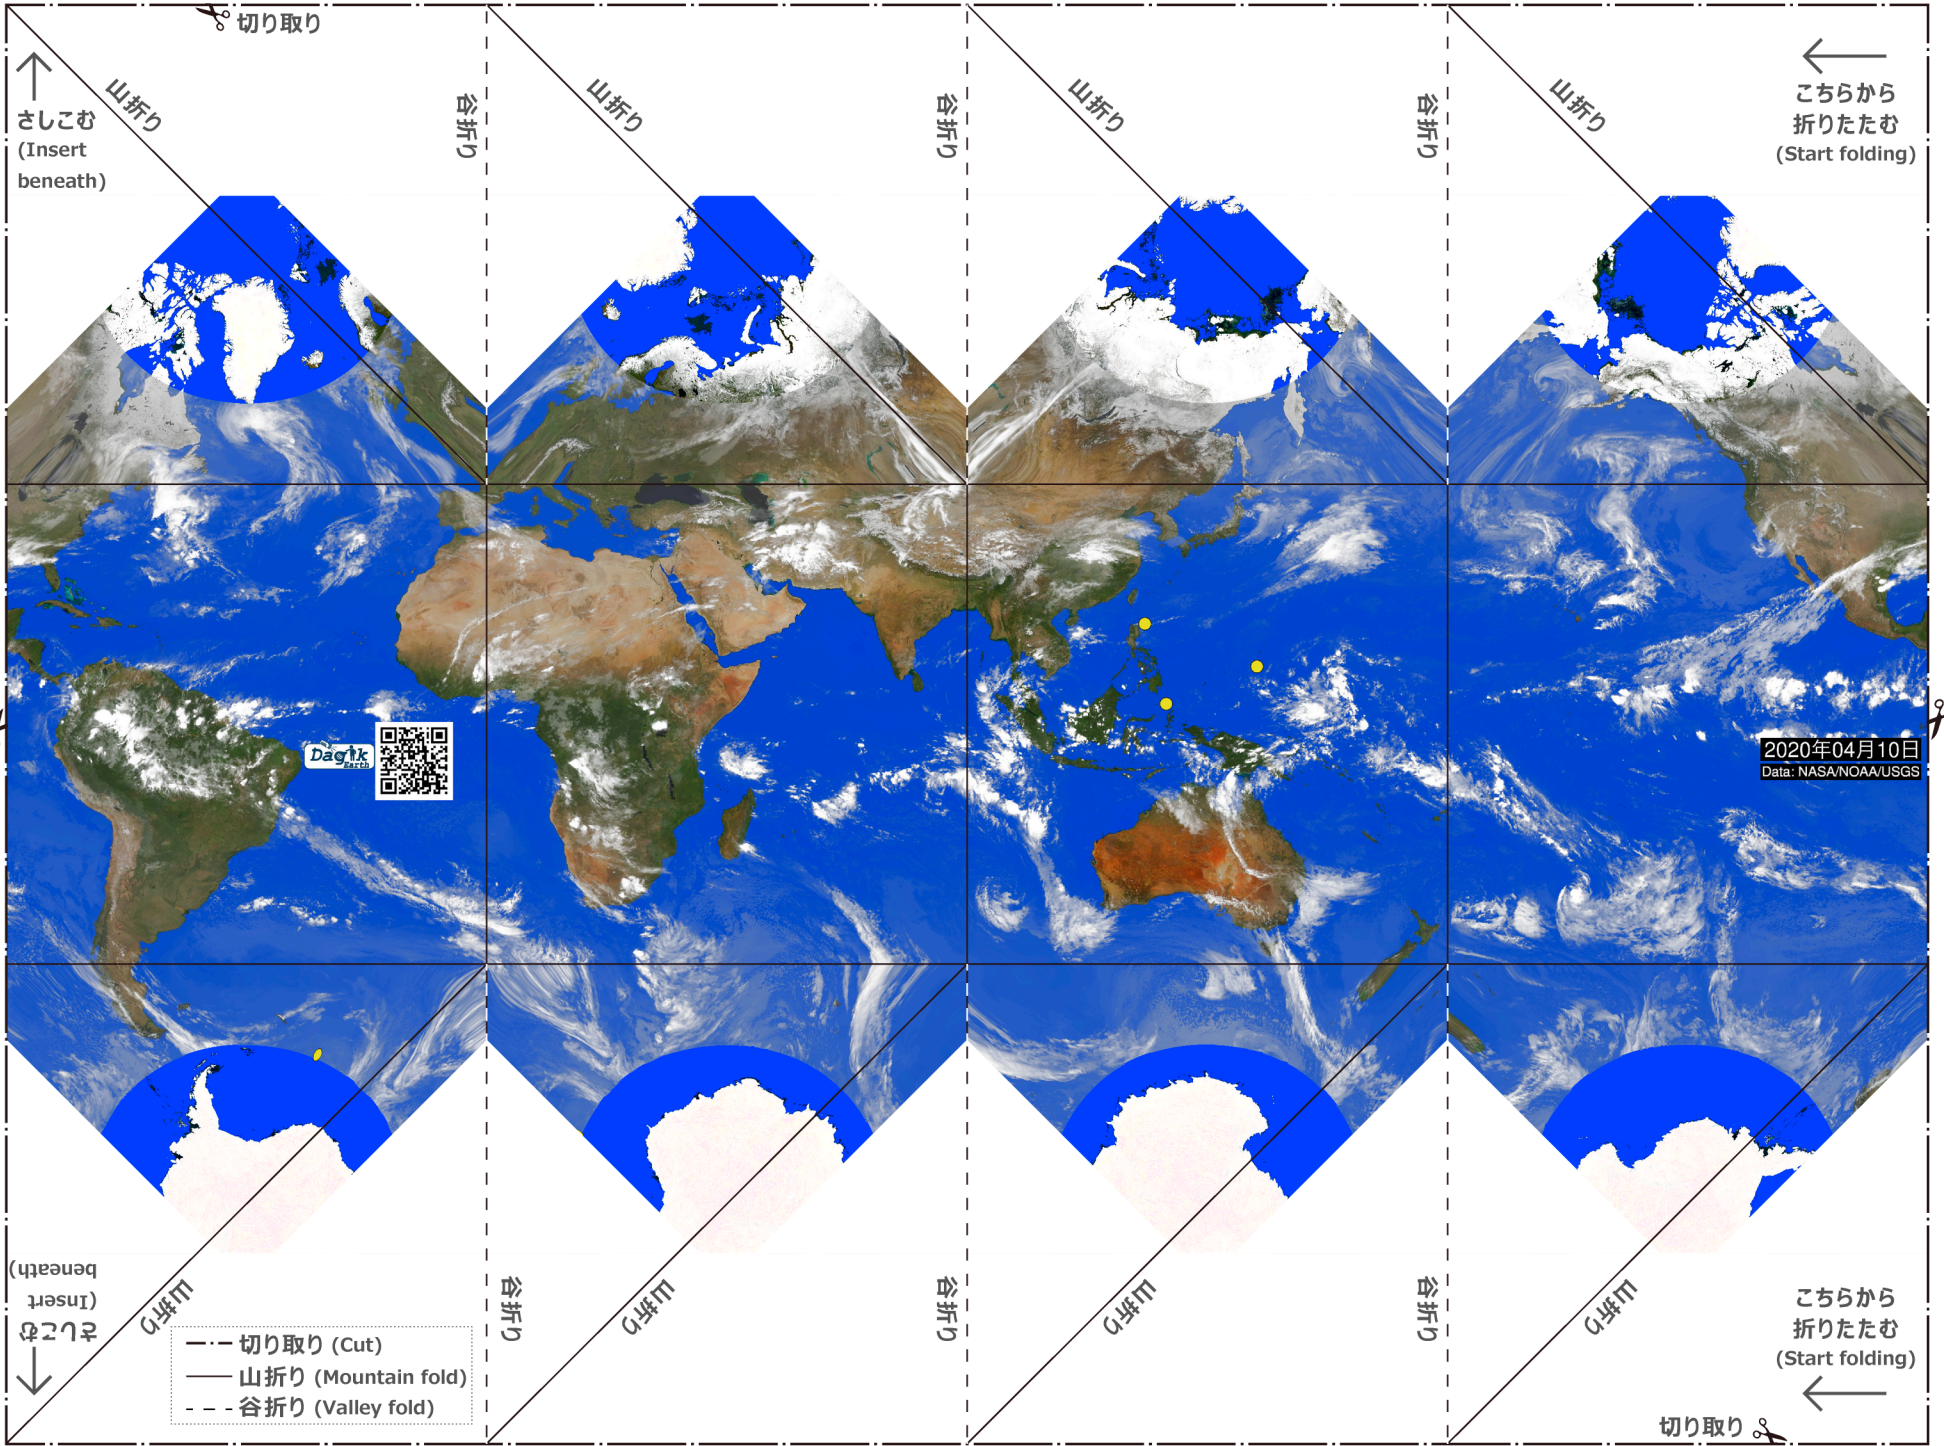 切り取り
山折り
谷折り
山折り
谷折り
山折り
谷折り
山折り
こちらから
折りたたむ
(Start folding)
さしこむ
(Insert
beneath)
Dagik
Earth
2020年04月10日
Data: NASA/NOAA/USGS
さしこむ
(Insert
beneath)
山折り
谷折り
山折り
谷折り
山折り
谷折り
山折り
こちらから
折りたたむ
(Start folding)
切り取り (Cut)
山折り (Mountain fold)
谷折り (Valley fold)
切り取り